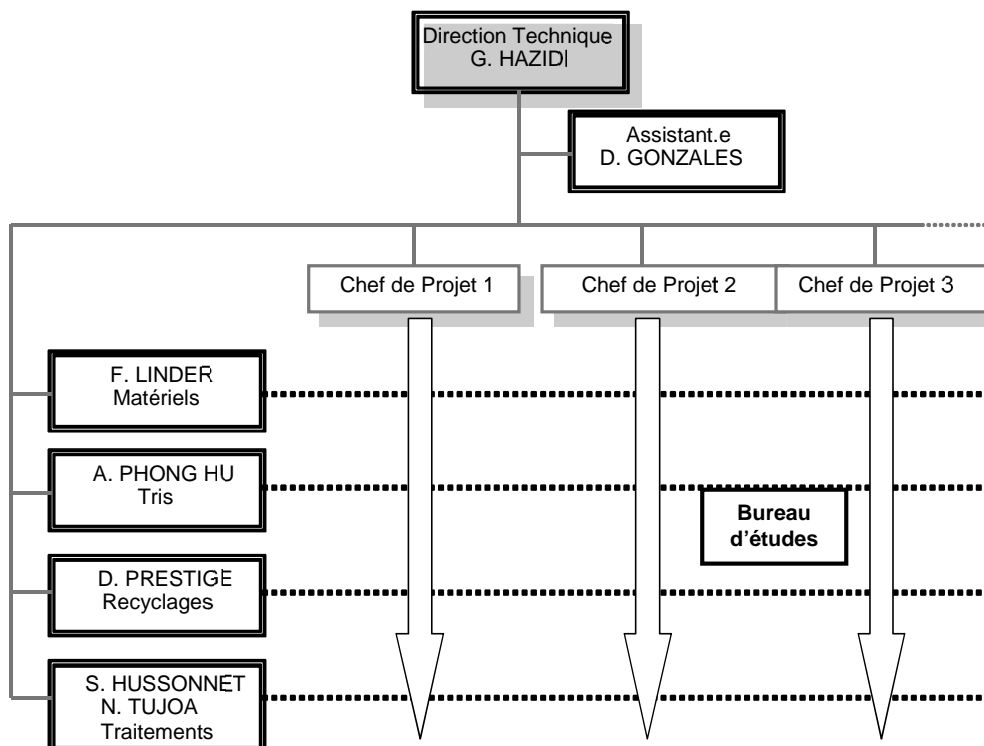 Direction Technique
G. HAZIDI
Assistant.e
D. GONZALES
Chef de Projet 1
Chef de Projet 2
Chef de Projet 3
F. LINDER
Matériels
A. PHONG HU
Tris
Bureau
d'études
D. PRESTIGE
Recyclages
S. HUSSONNET
N. TUJOA
Traitements